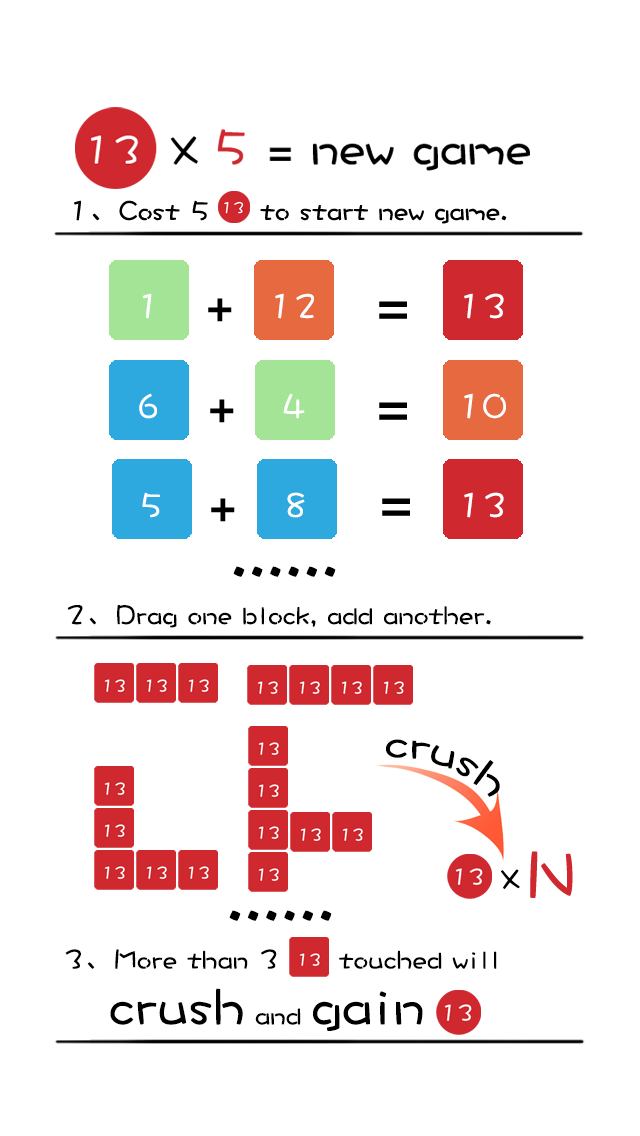 13 x 5 = new game
1、Cost 5 13 to start new game.
1 + 12 = 13
6 + 4 = 10
5 + 8 = 13
......
2、Drag one block, add another.
13 13 13 13 13 13 13
13
13
13 13
13 13 13 13
13 13 13 13
crush
13 x N
......
3、More than 3 13 touched will
crush and gain 13